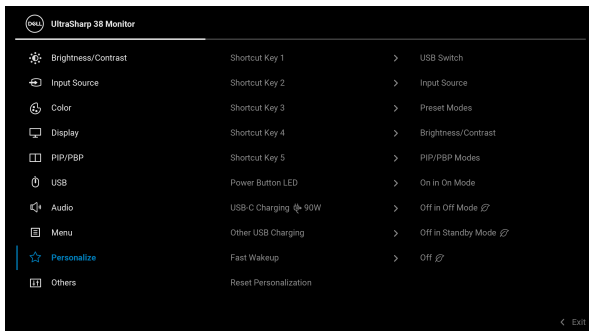 DELL UltraSharp 38 Monitor
Brightness/Contrast Shortcut Key 1 USB Switch
Input Source Shortcut Key 2 Input Source
Color Shortcut Key 3 Preset Modes
Display Shortcut Key 4 Brightness/Contrast
PIP/PBP Shortcut Key 5 PIP/PBP Modes
USB Power Button LED On in On Mode
Audio USB-C Charging 90W Off in Off Mode
Menu Other USB Charging Off in Standby Mode
Personalize Fast Wakeup Off
Others Reset Personalization
Exit